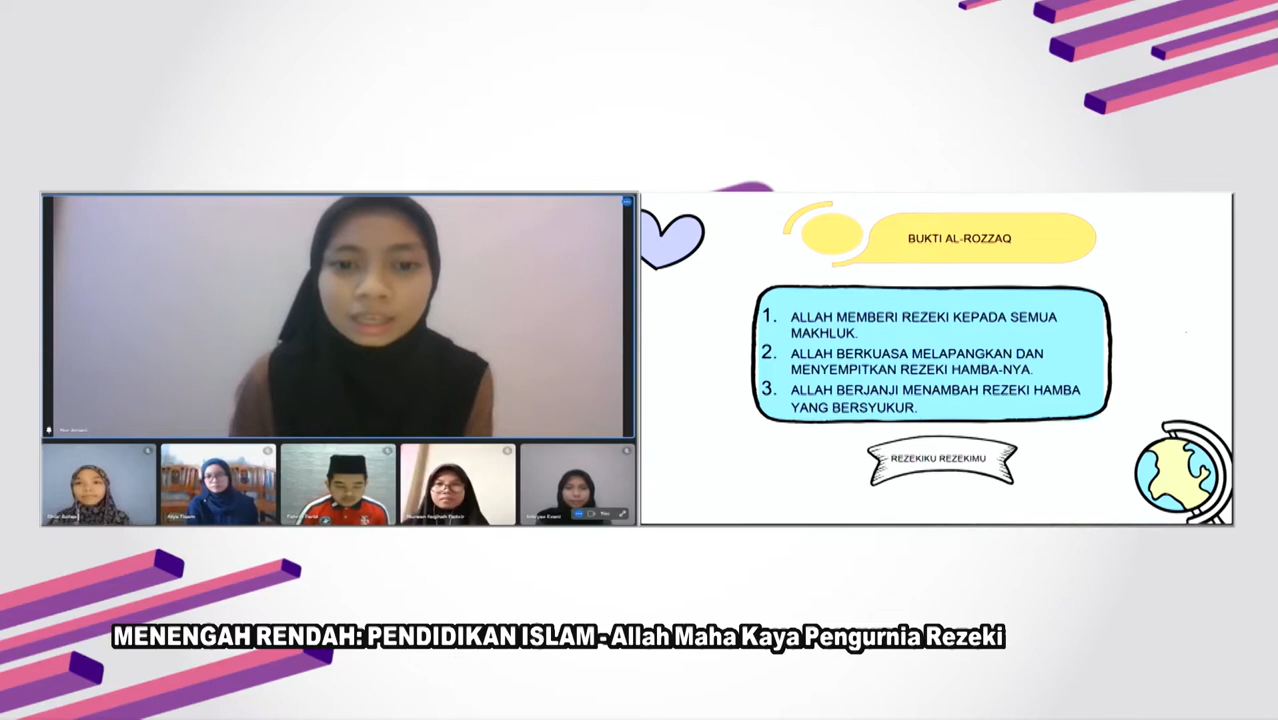 BUKTI AL-ROZZAQ
1. ALLAH MEMBERI REZEKI KEPADA SEMUA
MAKHLUK.
2. ALLAH BERKUASA MELAPANGKAN DAN
MENYEMPITKAN REZEKI HAMBA-NYA.
3. ALLAH BERJANJI MENAMBAH REZEKI HAMBA
YANG BERSYUKUR.
REZEKIKU REZEKIMU
You
MENENGAH RENDAH: PENDIDIKAN ISLAM - Allah Maha Kaya Pengurnia Rezeki